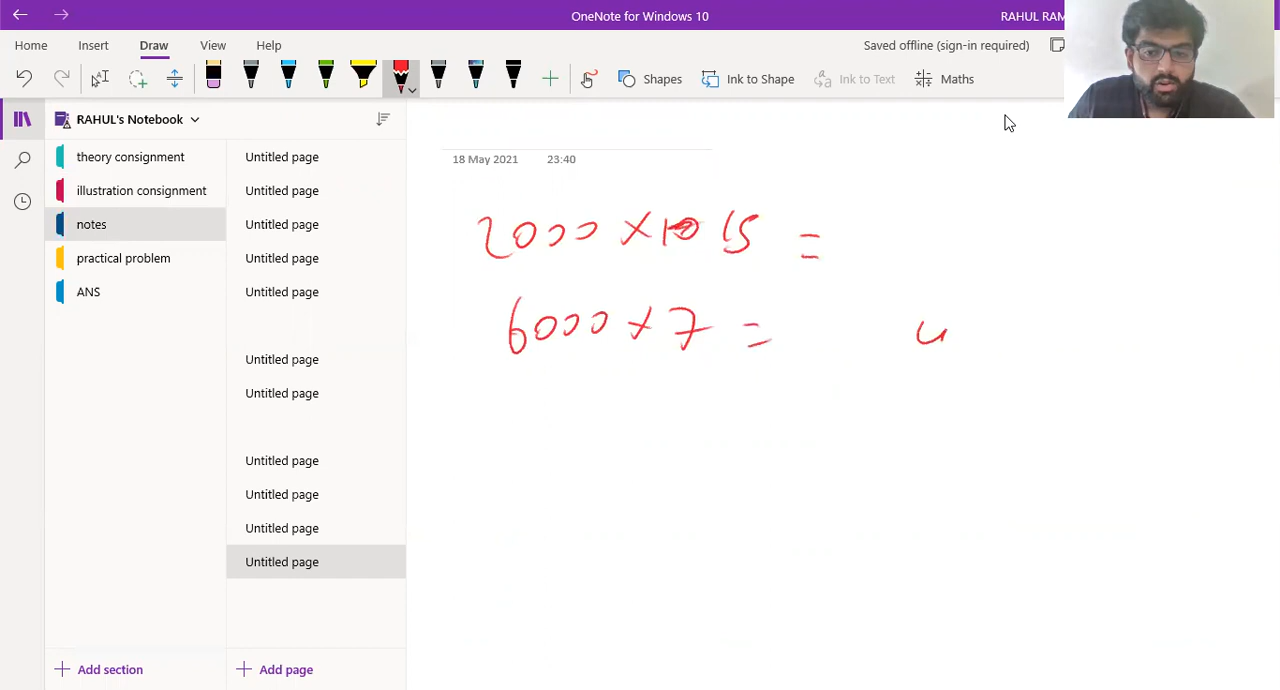 OneNote for Windows 10
RAHUL RAM
Home Insert Draw View Help
Saved offline (sign-in required)
Shapes Ink to Shape Ink to Text Maths
RAHUL's Notebook
theory consignment
illustration consignment
notes
practical problem
ANS
Untitled page
Untitled page
Untitled page
Untitled page
Untitled page
Untitled page
Untitled page
Untitled page
Untitled page
Untitled page
Untitled page
Add section
Add page
18 May 2021 23:40
2000 × 15 =
6000 × 7 =